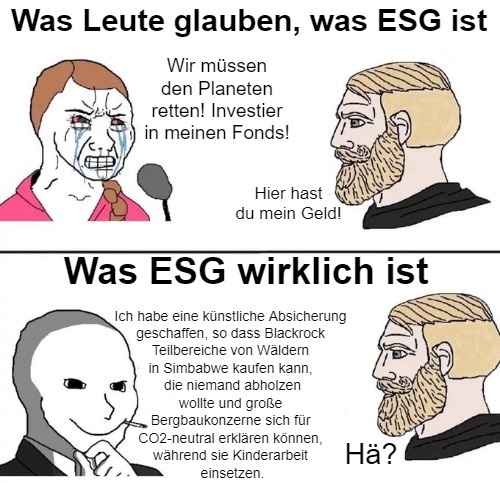 Was Leute glauben, was ESG ist
Wir müssen
den Planeten
retten! Investier
in meinen Fonds!
Hier hast
du mein Geld!
Was ESG wirklich ist
Ich habe eine künstliche Absicherung
geschaffen, so dass Blackrock
Teilbereiche von Wäldern
in Simbabwe kaufen kann,
die niemand abholzen
wollte und große
Bergbaukonzerne sich für
CO2-neutral erklären können,
während sie Kinderarbeit
einsetzen.
Hä?